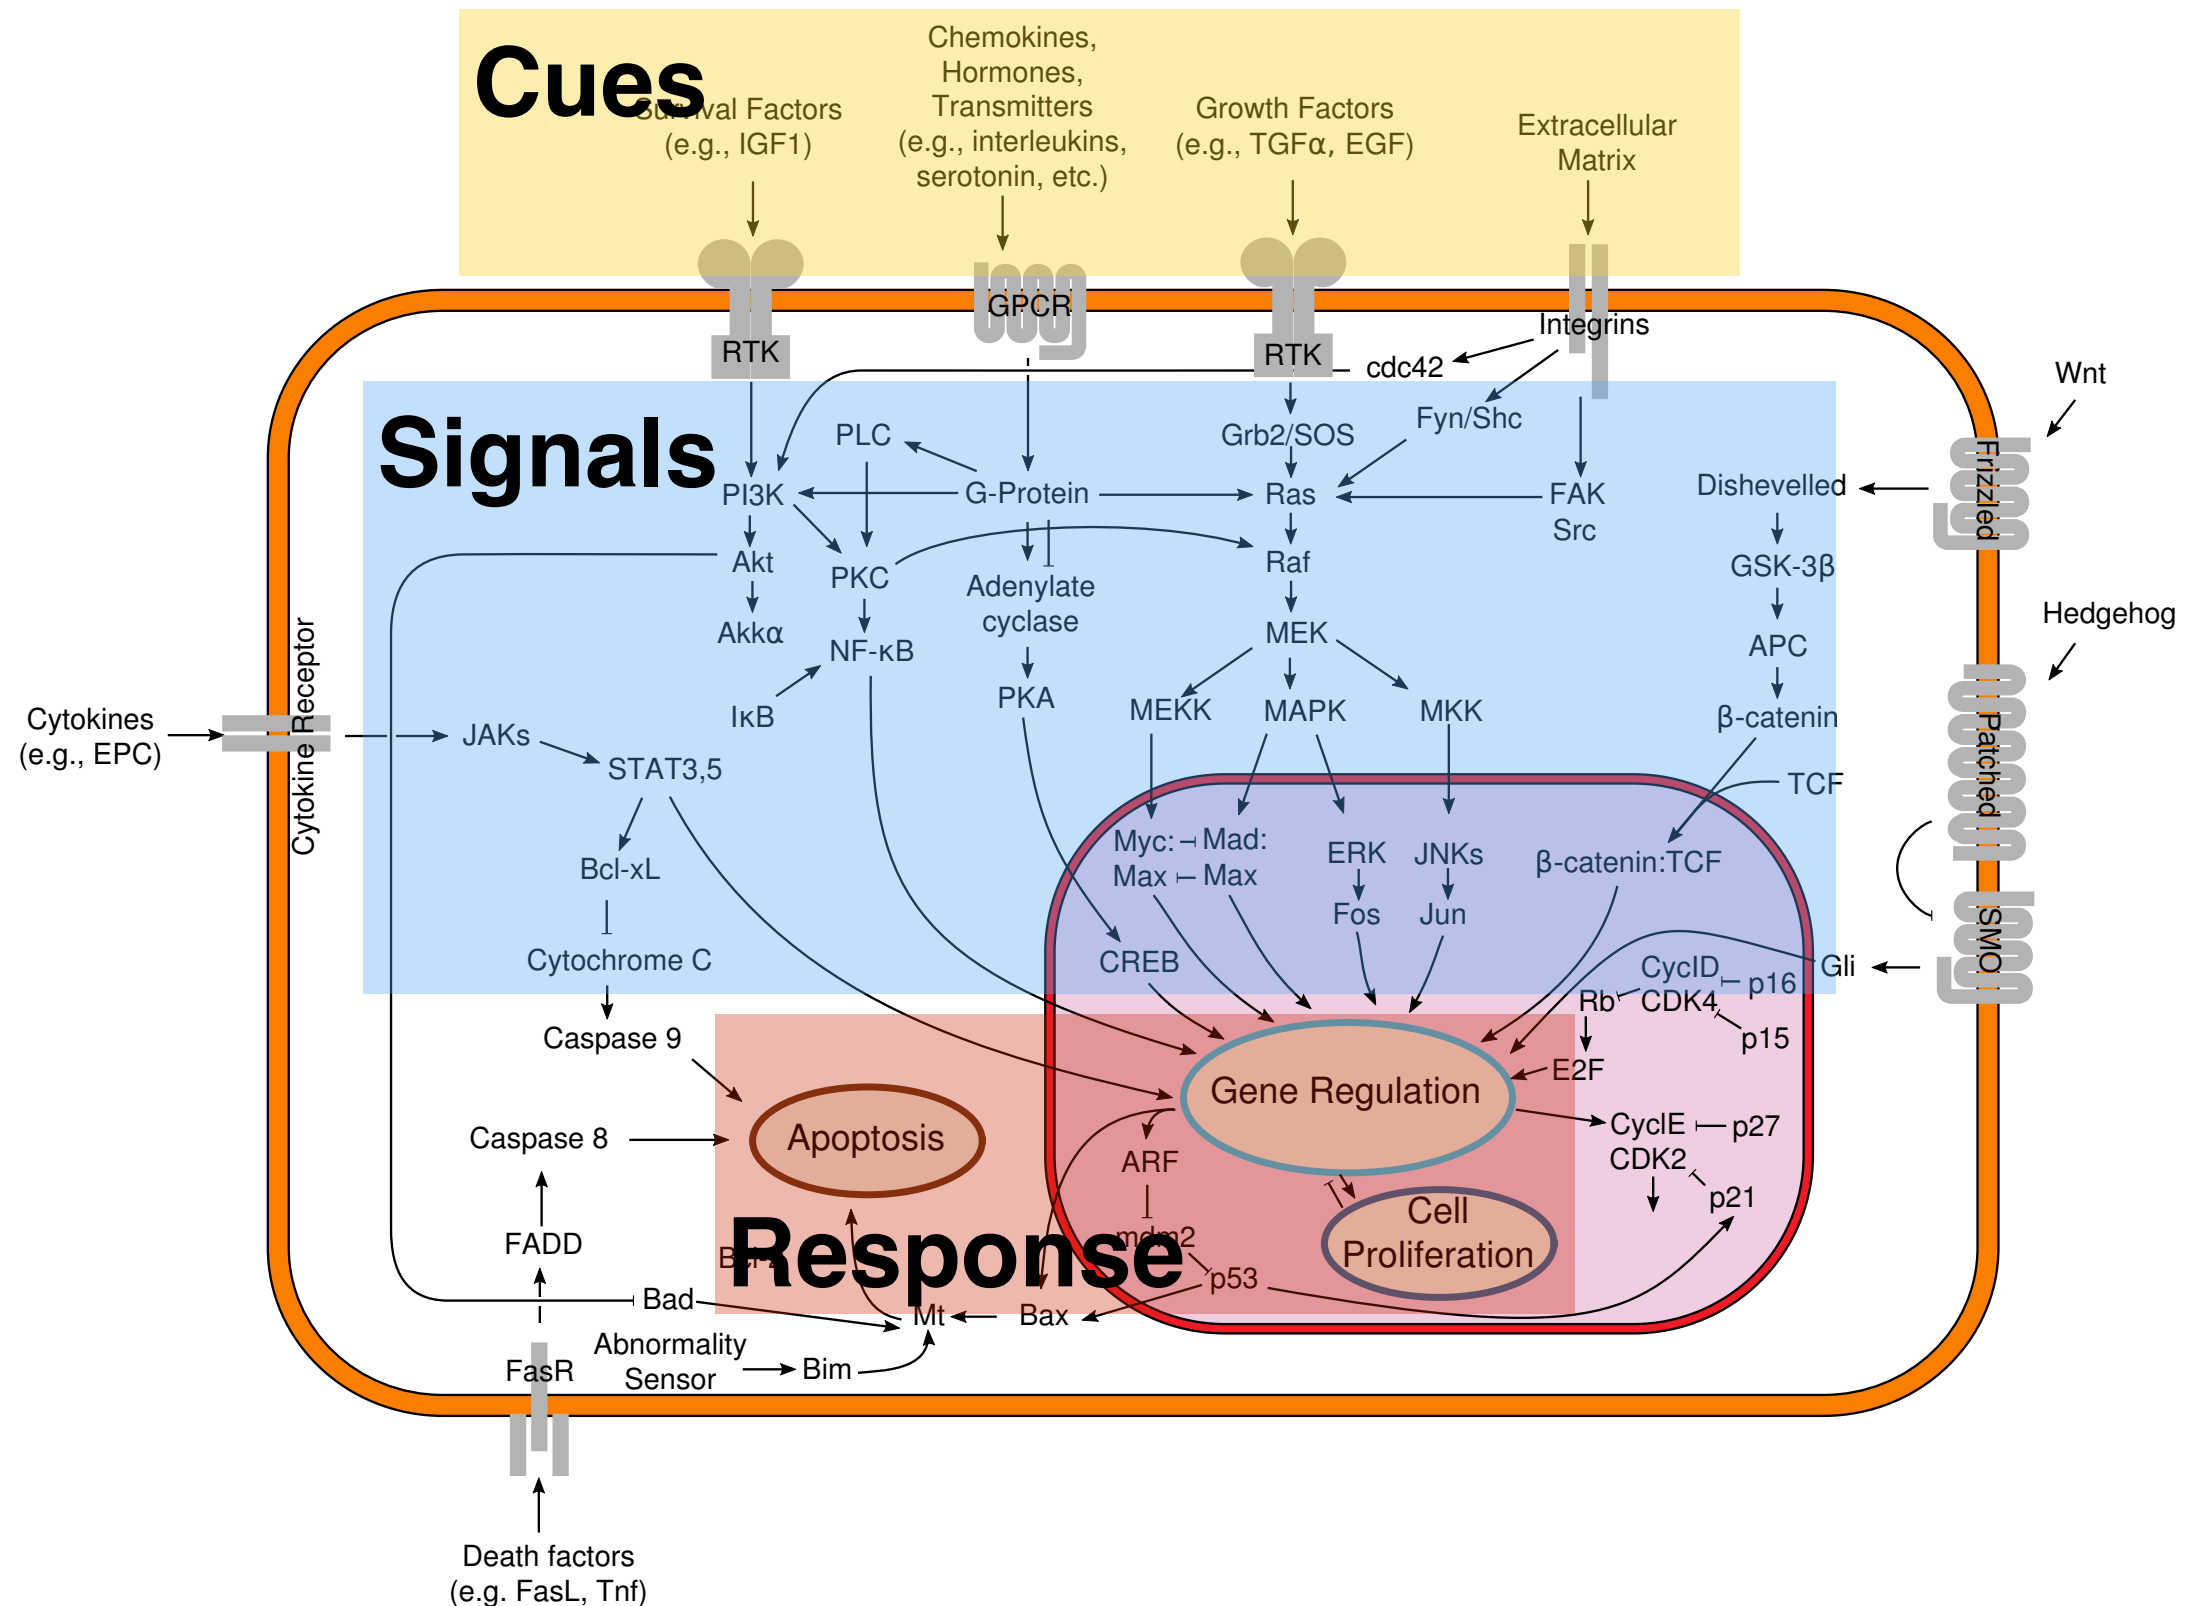 Cues
Survival Factors
(e.g., IGF1)
Chemokines,
Hormones,
Transmitters
(e.g., interleukins,
serotonin, etc.)
Growth Factors
(e.g., TGFα, EGF)
Extracellular
Matrix
RTK
GPCR
RTK
Integrins
cdc42
Wnt
Signals
PLC
Grb2/SOS
Fyn/Shc
Frizzled
PI3K
G-Protein
Ras
FAK
Src
Dishevelled
Akt
PKC
Adenylate
cyclase
Raf
GSK-3β
Akkα
NF-κB
MEK
APC
Hedgehog
IκB
PKA
MEKK
MAPK
MKK
β-catenin
Patched
Cytokines
(e.g., EPC)
Cytokine Receptor
JAKs
STAT3,5
TCF
Myc:
Mad:
Max
Max
ERK
JNKs
β-catenin:TCF
Bcl-xL
Fos
Jun
SMO
Cytochrome C
CREB
CyclD
p16
Gli
Rb
CDK4
p15
Caspase 9
E2F
Gene Regulation
Apoptosis
Caspase 8
CyclE
p27
CDK2
ARF
p21
Cell
Proliferation
mdm2
FADD
Response
p53
Bad
Mt
Bax
Abnormality
Sensor
Bim
FasR
Death factors
(e.g. FasL, Tnf)